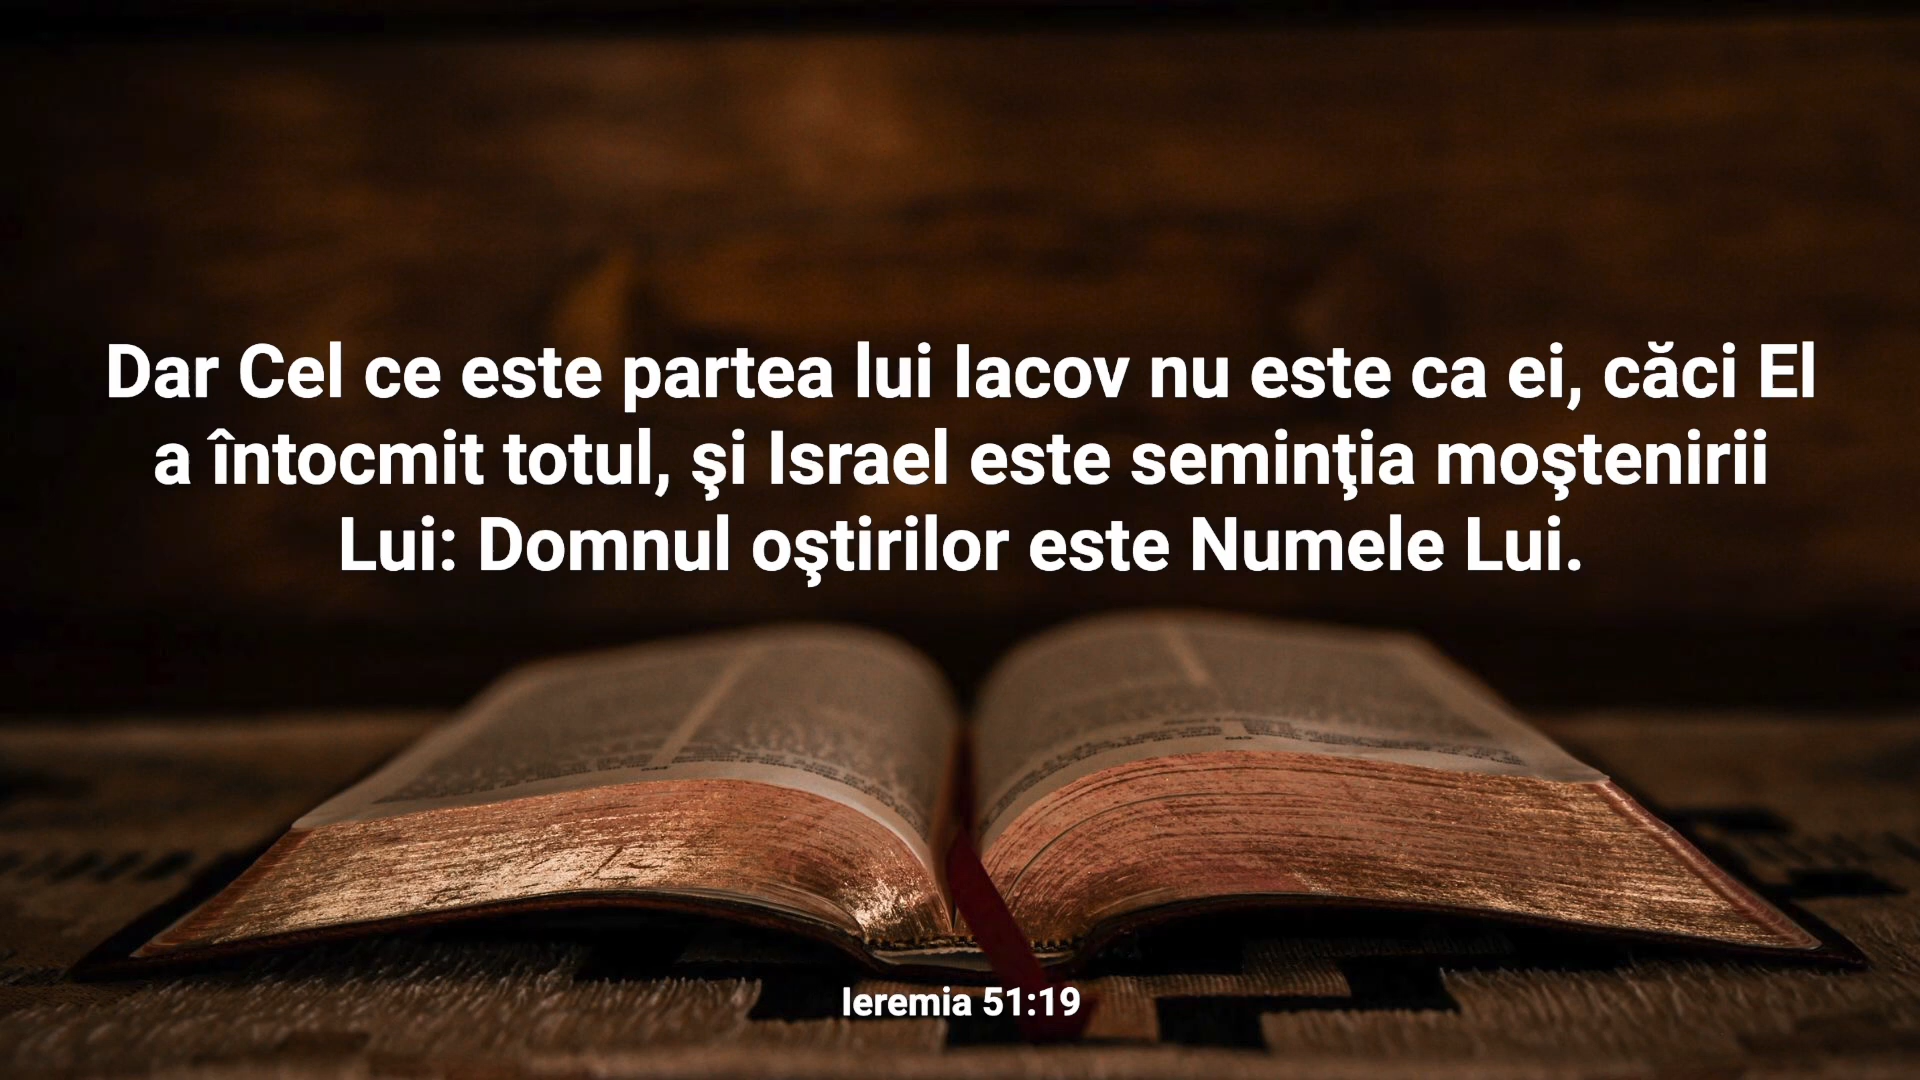 Dar Cel ce este partea lui Iacov nu este ca ei, căci El
a întocmit totul, şi Israel este seminţia moştenirii
Lui: Domnul oştirilor este Numele Lui.
Ieremia 51:19